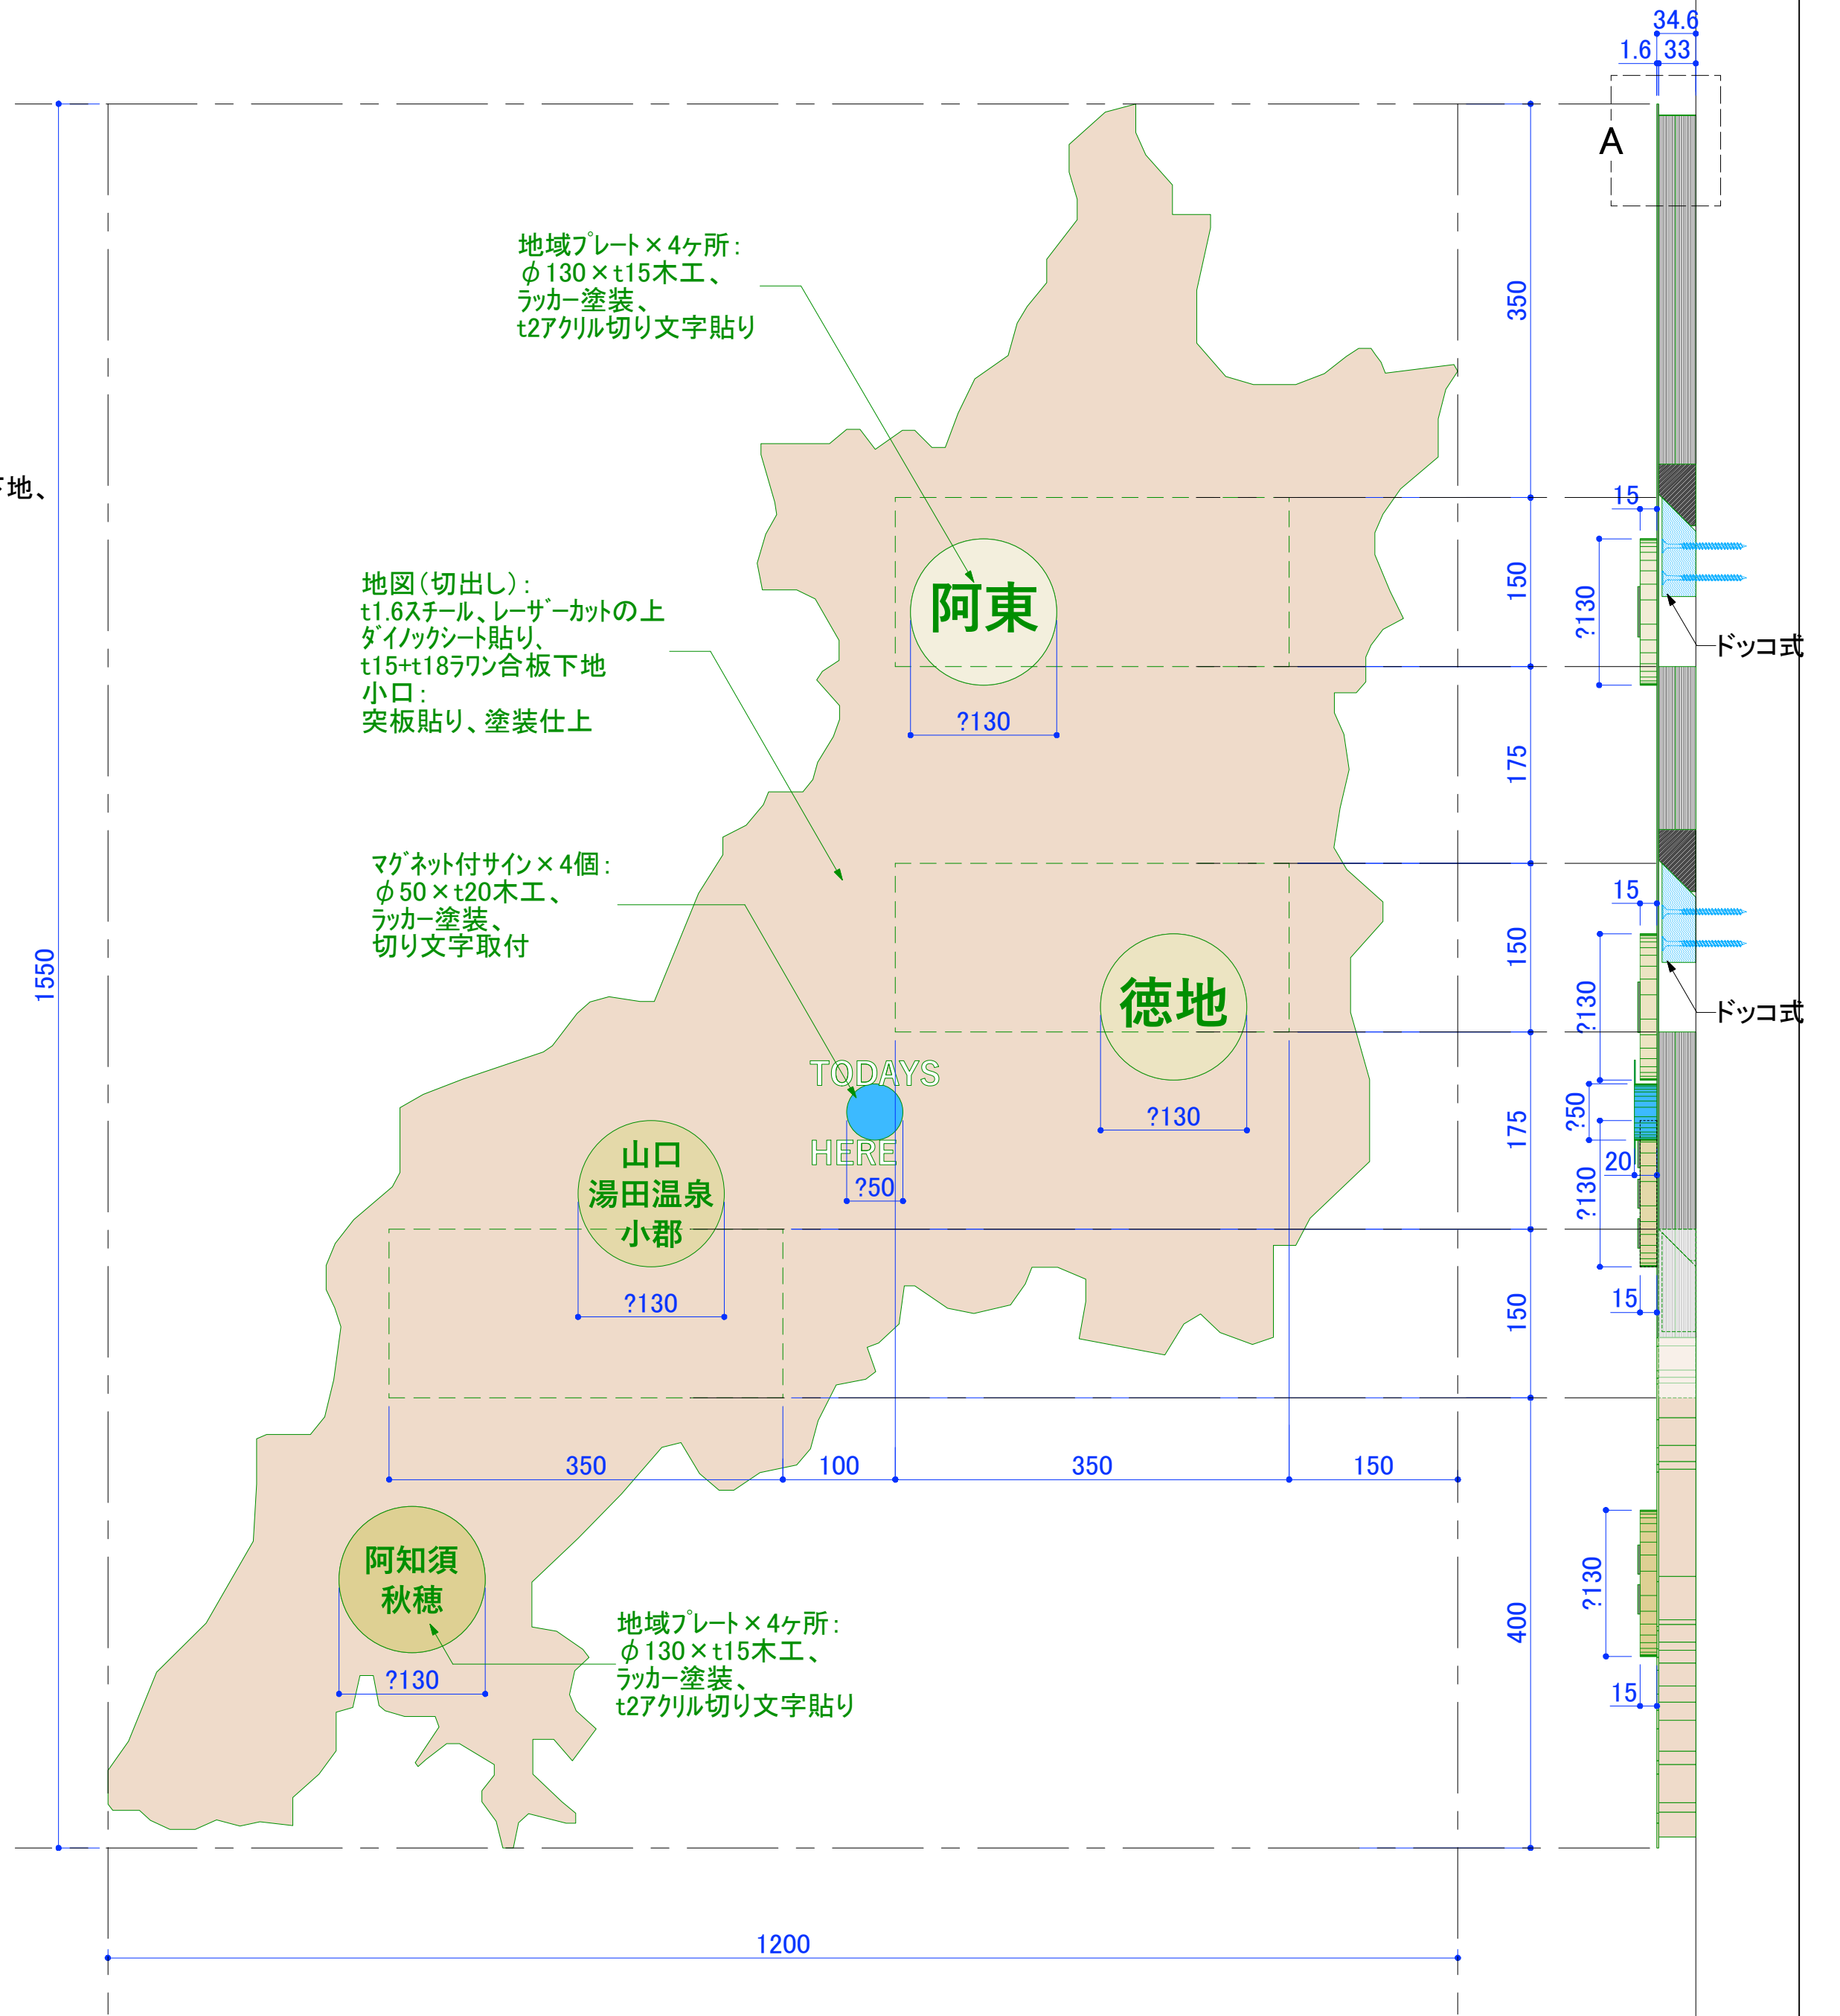 34.6
1.6
33
A
地域プレート×4ヶ所：
φ130×t15木工、
ラッカー塗装、
t2アクリル切り文字貼り
350
下地、
15
地図（切出し）：
t1.6スチール、レーザーカットの上
ダイノックシート貼り、
t15+t18ラワン合板下地
小口：
突板貼り、塗装仕上
阿東
?130
150
?130
ドッコ式
175
マグネット付サイン×4個：
φ50×t20木工、
ラッカー塗装、
切り文字取付
15
1550
150
?130
徳地
ドッコ式
TODAYS
HERE
?50
?130
175
?50
20
?130
山口
湯田温泉
小郡
?130
150
15
350
100
350
150
阿知須
秋穂
?130
地域プレート×4ヶ所：
φ130×t15木工、
ラッカー塗装、
t2アクリル切り文字貼り
400
?130
15
1200